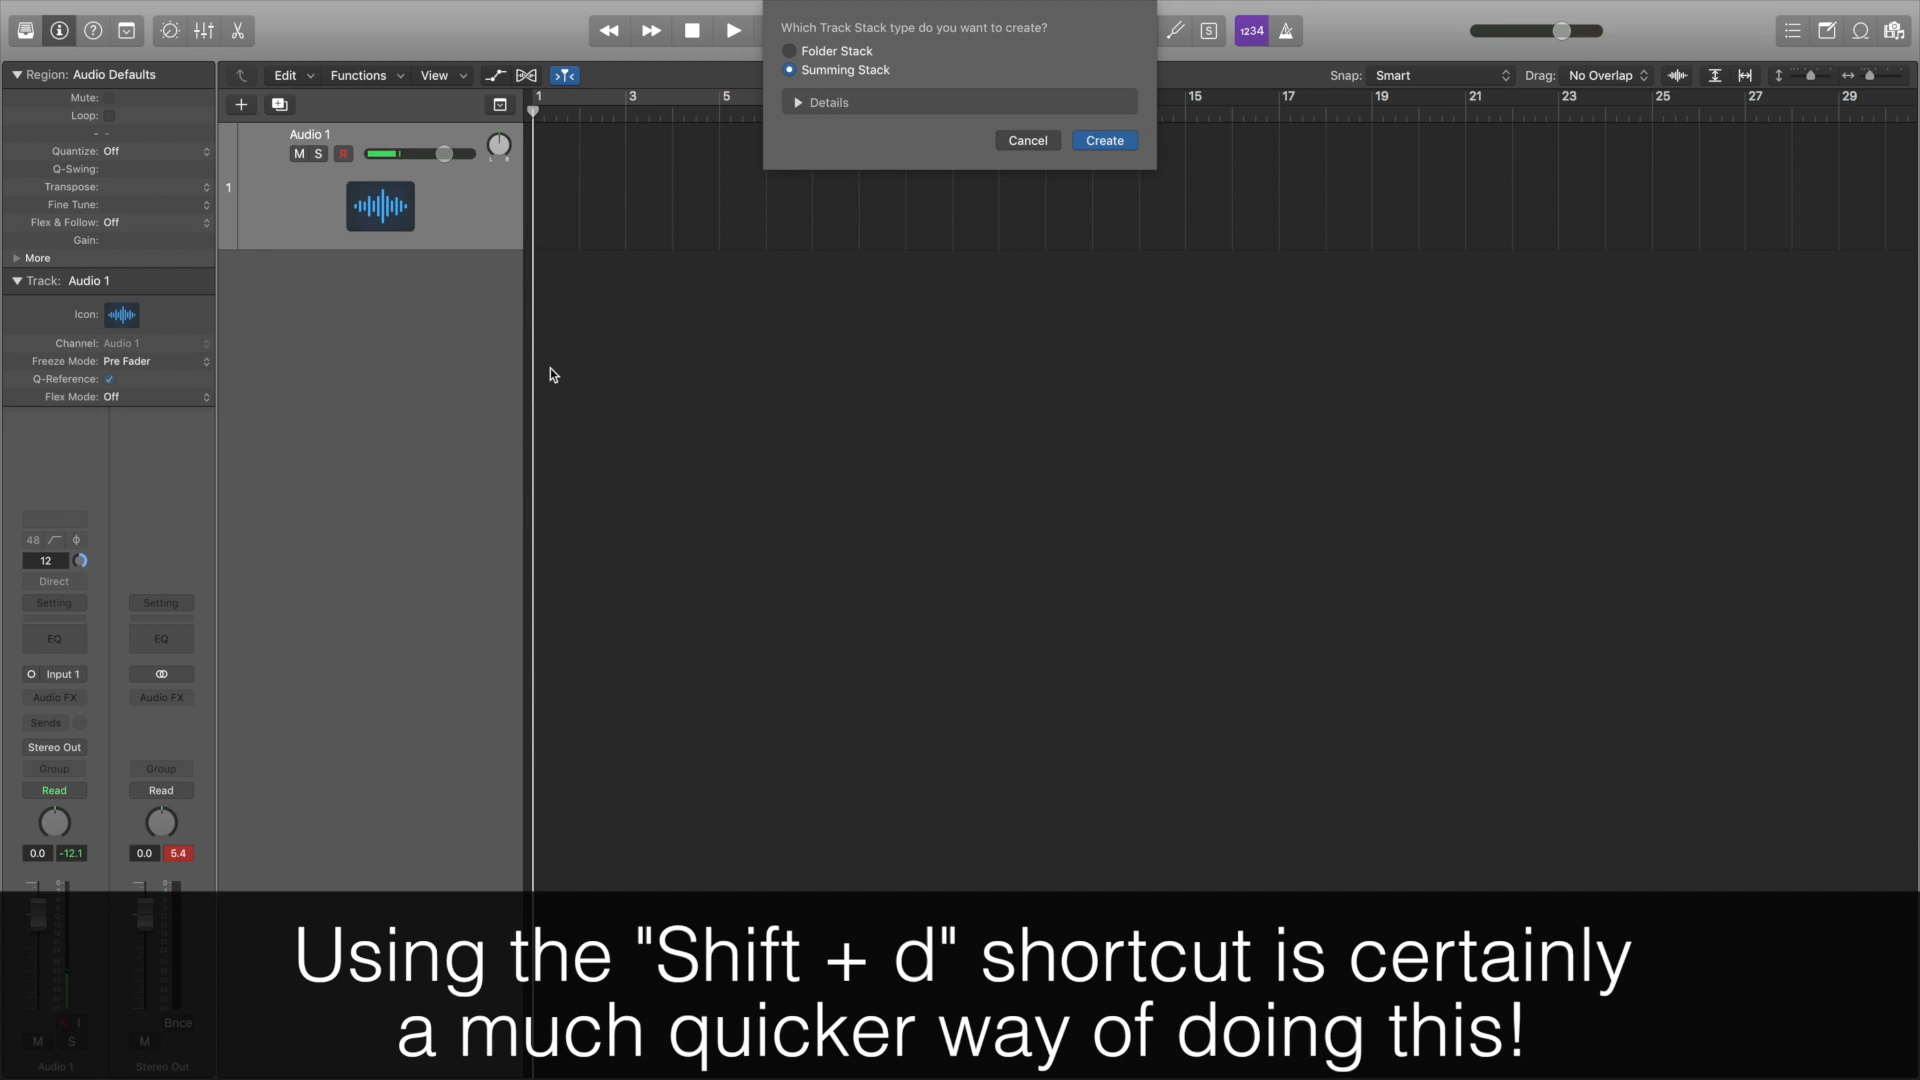 Which Track Stack type do you want to create?
Folder Stack
Summing Stack
Details
Cancel
Create
1234
S
Region: Audio Defaults
Mute:
Loop:
- -
Quantize: Off
Q-Swing:
Transpose:
Fine Tune:
Flex & Follow: Off
Gain:
More
Track: Audio 1
Icon:
Channel: Audio 1
Freeze Mode: Pre Fader
Q-Reference:
Flex Mode: Off
Edit Functions View
Snap: Smart Drag: No Overlap
1 3 5 15 17 19 21 23 25 27 29
Audio 1
M S R
L R
1
48
12
Direct
Setting Setting
EQ EQ
Input 1
Audio FX Audio FX
Sends
Stereo Out
Group Group
Read Read
0.0 -12.1 0.0 5.4
I Bnce
M S M
Audio 1 Stereo Out
Using the "Shift + d" shortcut is certainly
a much quicker way of doing this!